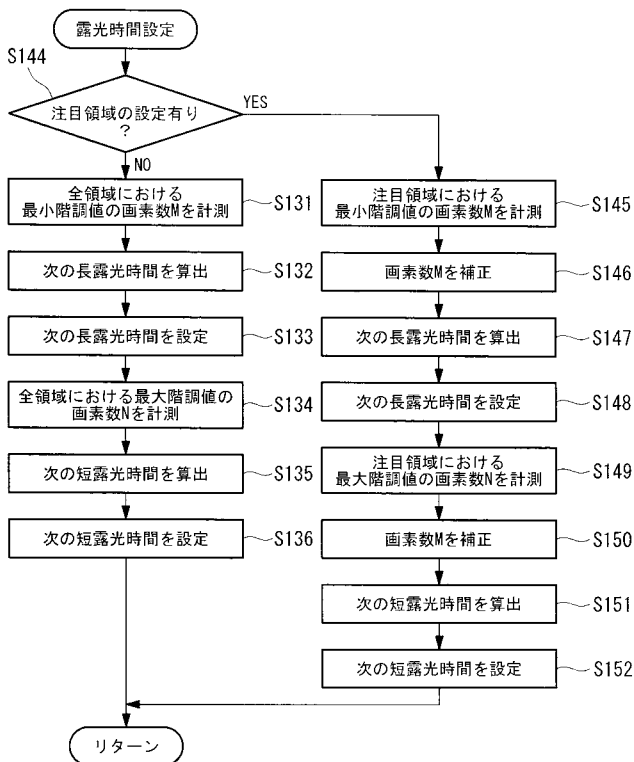 露光時間設定
S144
注目領域の設定有り
?
YES
NO
全領域における
最小階調値の画素数Mを計測
S131
次の長露光時間を算出
S132
次の長露光時間を設定
S133
全領域における最大階調値の
画素数Nを計測
S134
次の短露光時間を算出
S135
次の短露光時間を設定
S136
注目領域における
最小階調値の画素数Mを計測
S145
画素数Mを補正
S146
次の長露光時間を算出
S147
次の長露光時間を設定
S148
注目領域における
最大階調値の画素数Nを計測
S149
画素数Mを補正
S150
次の短露光時間を算出
S151
次の短露光時間を設定
S152
リターン